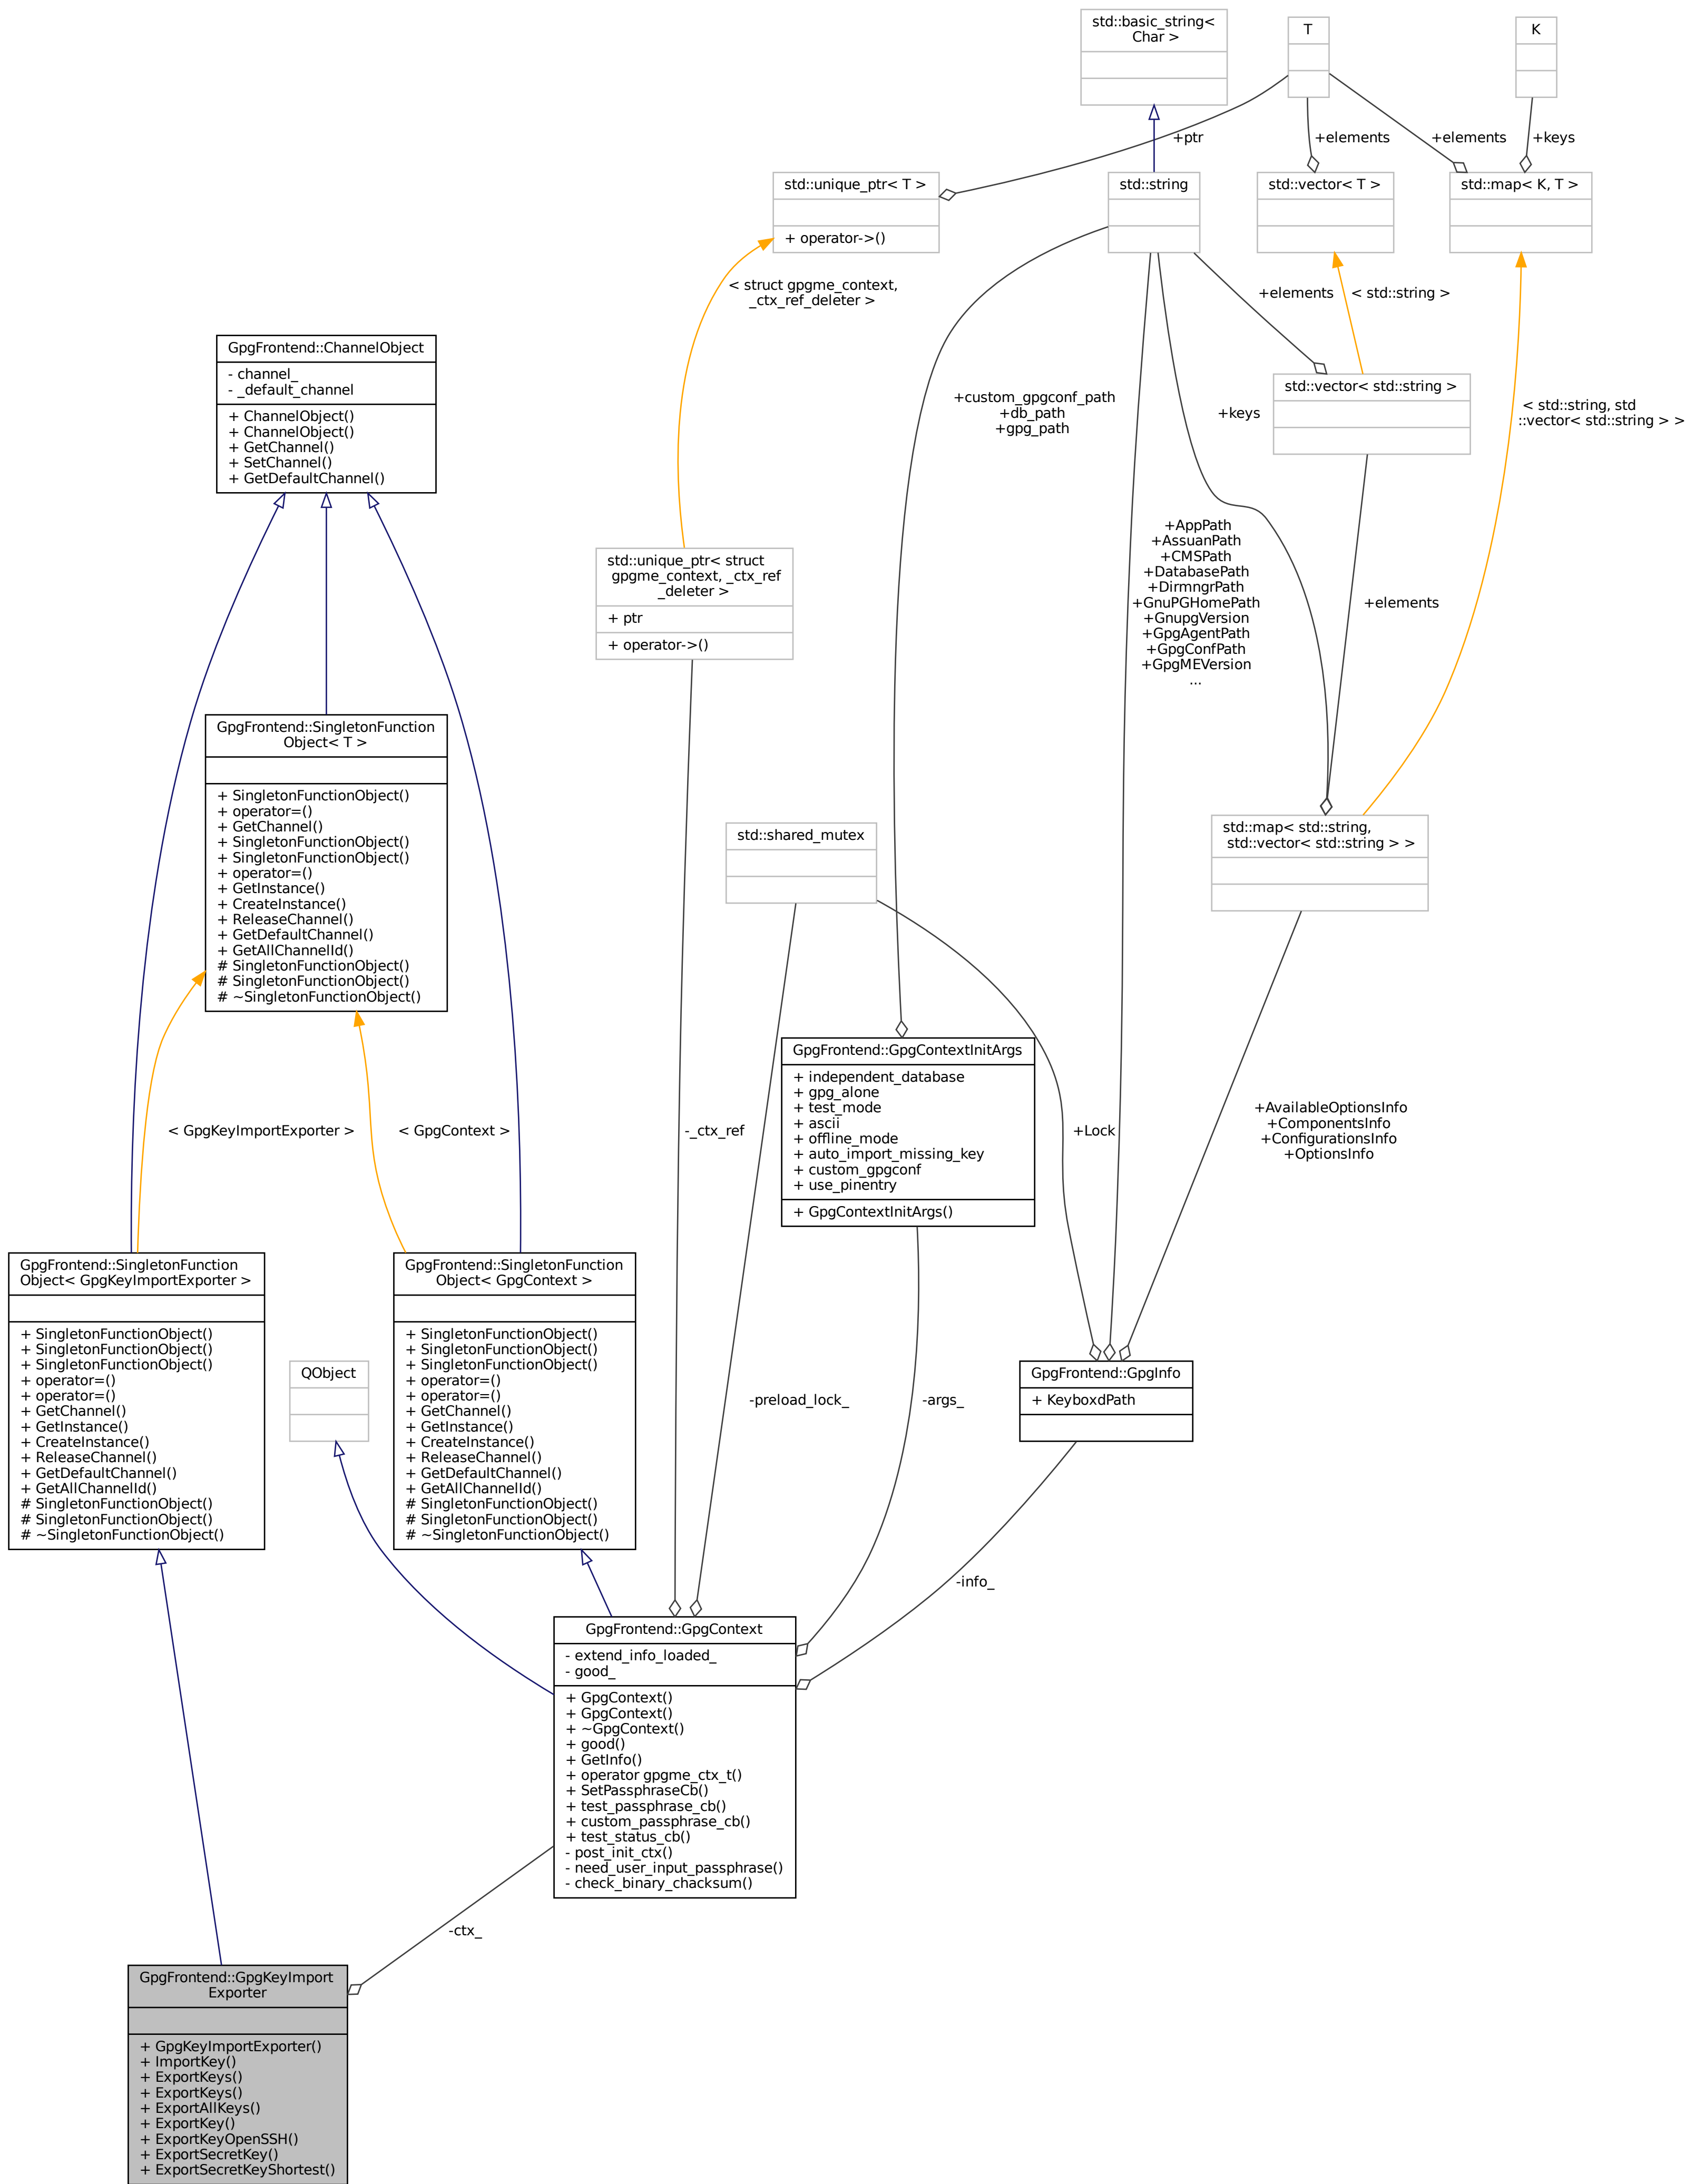 std::basic_string<
Char >
T
K
+ptr
+elements
+elements
+keys
std::unique_ptr< T >
+ operator->()
std::string
std::vector< T >
std::map< K, T >
< struct gpgme_context,
_ctx_ref_deleter >
+elements
< std::string >
GpgFrontend::ChannelObject
- channel_
- _default_channel
+ ChannelObject()
+ ChannelObject()
+ GetChannel()
+ SetChannel()
+ GetDefaultChannel()
+custom_gpgconf_path
+db_path
+gpg_path
+keys
std::vector< std::string >
< std::string, std
::vector< std::string > >
std::unique_ptr< struct
gpgme_context, _ctx_ref
_deleter >
+ ptr
+ operator->()
+AppPath
+AssuanPath
+CMSPath
+DatabasePath
+DirmngrPath
+GnuPGHomePath
+GnupgVersion
+GpgAgentPath
+GpgConfPath
+GpgMEVersion
...
+elements
GpgFrontend::SingletonFunction
Object< T >
+ SingletonFunctionObject()
+ operator=()
+ GetChannel()
+ SingletonFunctionObject()
+ SingletonFunctionObject()
+ operator=()
+ GetInstance()
+ CreateInstance()
+ ReleaseChannel()
+ GetDefaultChannel()
+ GetAllChannelId()
# SingletonFunctionObject()
# SingletonFunctionObject()
# ~SingletonFunctionObject()
std::shared_mutex
std::map< std::string,
std::vector< std::string > >
< GpgKeyImportExporter >
< GpgContext >
-_ctx_ref
GpgFrontend::GpgContextInitArgs
+ independent_database
+ gpg_alone
+ test_mode
+ ascii
+ offline_mode
+ auto_import_missing_key
+ custom_gpgconf
+ use_pinentry
+ GpgContextInitArgs()
+Lock
+AvailableOptionsInfo
+ComponentsInfo
+ConfigurationsInfo
+OptionsInfo
GpgFrontend::SingletonFunction
Object< GpgKeyImportExporter >
+ SingletonFunctionObject()
+ SingletonFunctionObject()
+ SingletonFunctionObject()
+ operator=()
+ operator=()
+ GetChannel()
+ GetInstance()
+ CreateInstance()
+ ReleaseChannel()
+ GetDefaultChannel()
+ GetAllChannelId()
# SingletonFunctionObject()
# SingletonFunctionObject()
# ~SingletonFunctionObject()
QObject
GpgFrontend::SingletonFunction
Object< GpgContext >
+ SingletonFunctionObject()
+ SingletonFunctionObject()
+ SingletonFunctionObject()
+ operator=()
+ operator=()
+ GetChannel()
+ GetInstance()
+ CreateInstance()
+ ReleaseChannel()
+ GetDefaultChannel()
+ GetAllChannelId()
# SingletonFunctionObject()
# SingletonFunctionObject()
# ~SingletonFunctionObject()
-preload_lock_
-args_
GpgFrontend::GpgInfo
+ KeyboxdPath
-info_
GpgFrontend::GpgContext
- extend_info_loaded_
- good_
+ GpgContext()
+ GpgContext()
+ ~GpgContext()
+ good()
+ GetInfo()
+ operator gpgme_ctx_t()
+ SetPassphraseCb()
+ test_passphrase_cb()
+ custom_passphrase_cb()
+ test_status_cb()
- post_init_ctx()
- need_user_input_passphrase()
- check_binary_chacksum()
-ctx_
GpgFrontend::GpgKeyImport
Exporter
+ GpgKeyImportExporter()
+ ImportKey()
+ ExportKeys()
+ ExportKeys()
+ ExportAllKeys()
+ ExportKey()
+ ExportKeyOpenSSH()
+ ExportSecretKey()
+ ExportSecretKeyShortest()